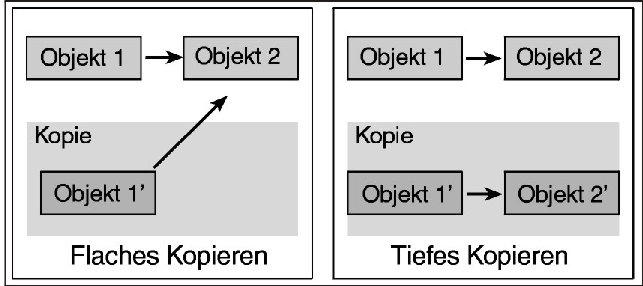 Objekt 1
Objekt 2
Kopie
Objekt 1'
Flaches Kopieren
Objekt 1
Objekt 2
Kopie
Objekt 1'
Objekt 2'
Tiefes Kopieren